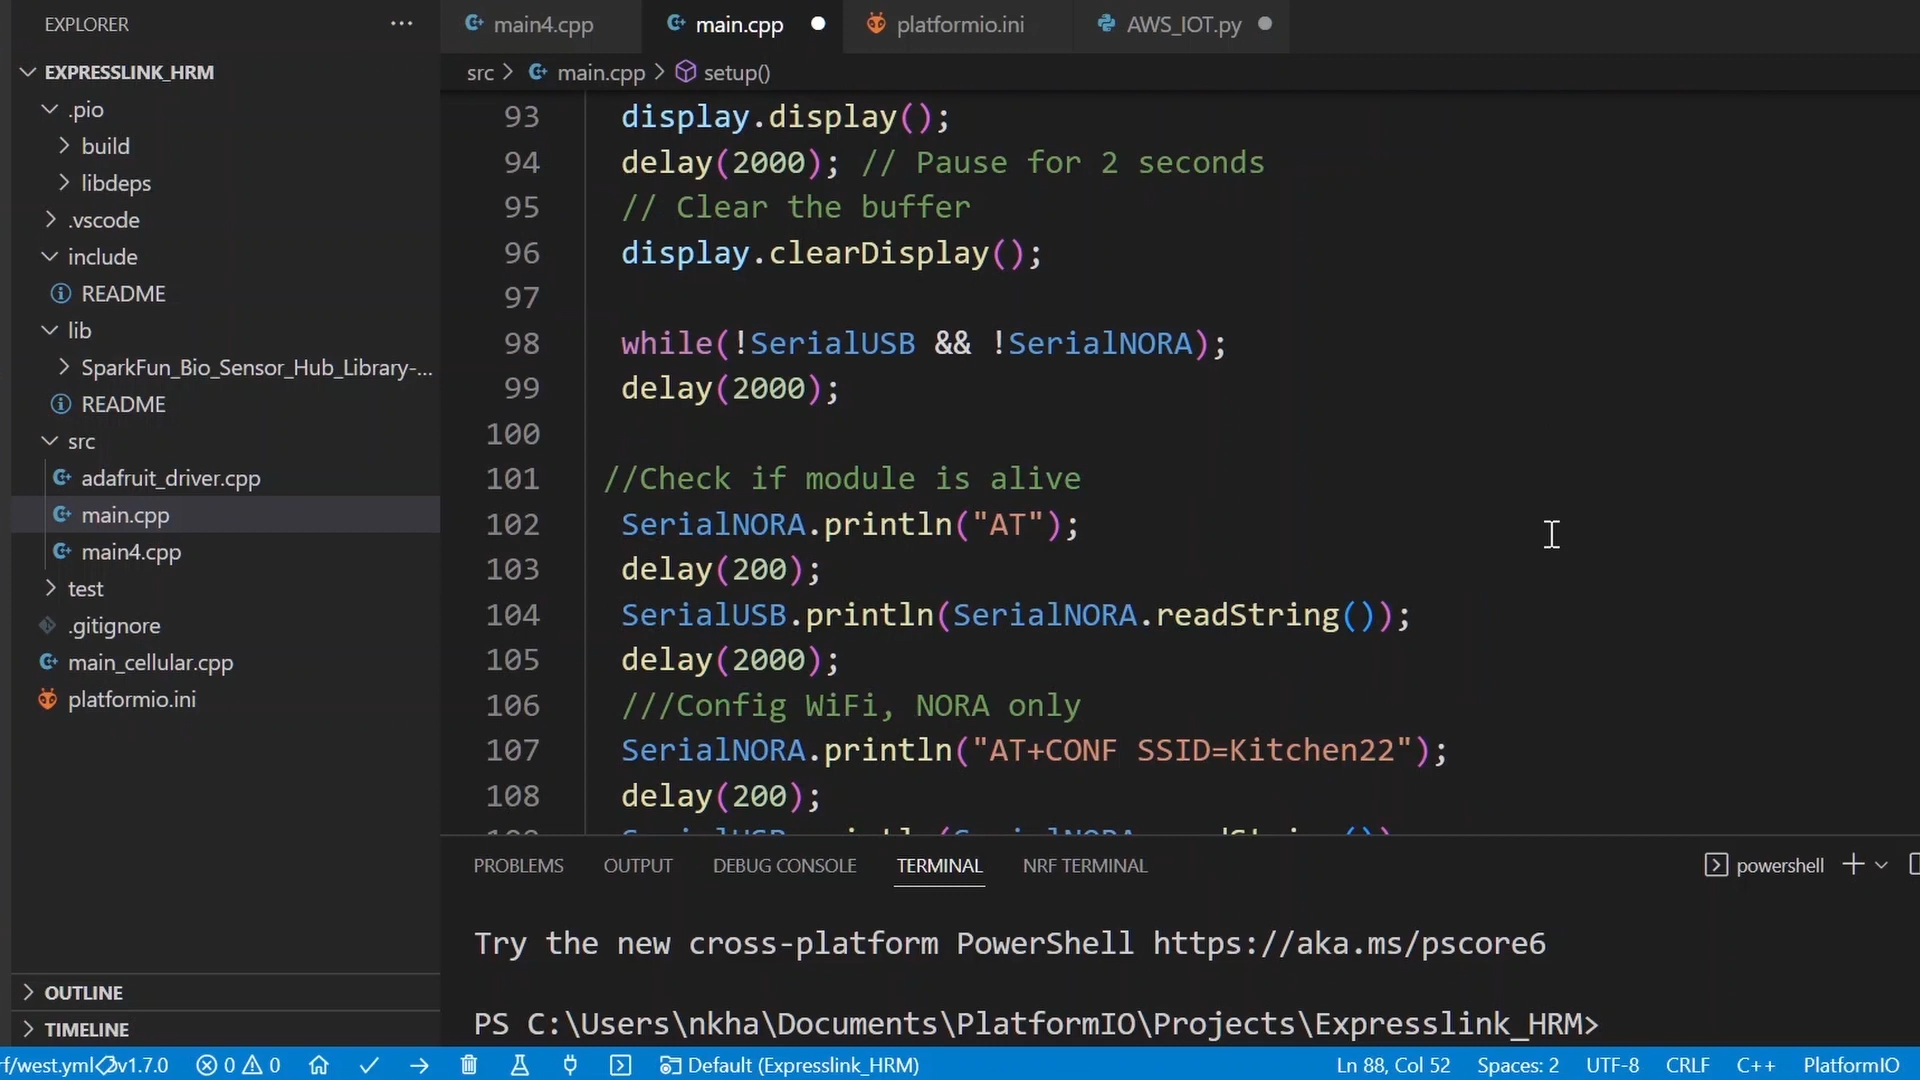 EXPLORER
main4.cpp
main.cpp
platformio.ini
AWS_IOT.py
src > main.cpp > setup()
EXPRESSLINK_HRM
.pio
build
libdeps
.vscode
include
README
lib
SparkFun_Bio_Sensor_Hub_Library-...
README
src
adafruit_driver.cpp
main.cpp
main4.cpp
test
.gitignore
main_cellular.cpp
platformio.ini
OUTLINE
TIMELINE
93 display.display();
94 delay(2000); // Pause for 2 seconds
95 // Clear the buffer
96 display.clearDisplay();
97
98 while(!SerialUSB && !SerialNORA);
99 delay(2000);
100
101 //Check if module is alive
102 SerialNORA.println("AT");
103 delay(200);
104 SerialUSB.println(SerialNORA.readString());
105 delay(2000);
106 ///Config WiFi, NORA only
107 SerialNORA.println("AT+CONF SSID=Kitchen22");
108 delay(200);
PROBLEMS OUTPUT DEBUG CONSOLE TERMINAL NRF TERMINAL
powershell
Try the new cross-platform PowerShell https://aka.ms/pscore6
PS C:\Users\nkha\Documents\PlatformIO\Projects\Expresslink_HRM>
rf/west.yml v1.7.0 0 0 Default (Expresslink_HRM) Ln 88, Col 52 Spaces: 2 UTF-8 CRLF C++ PlatformIO